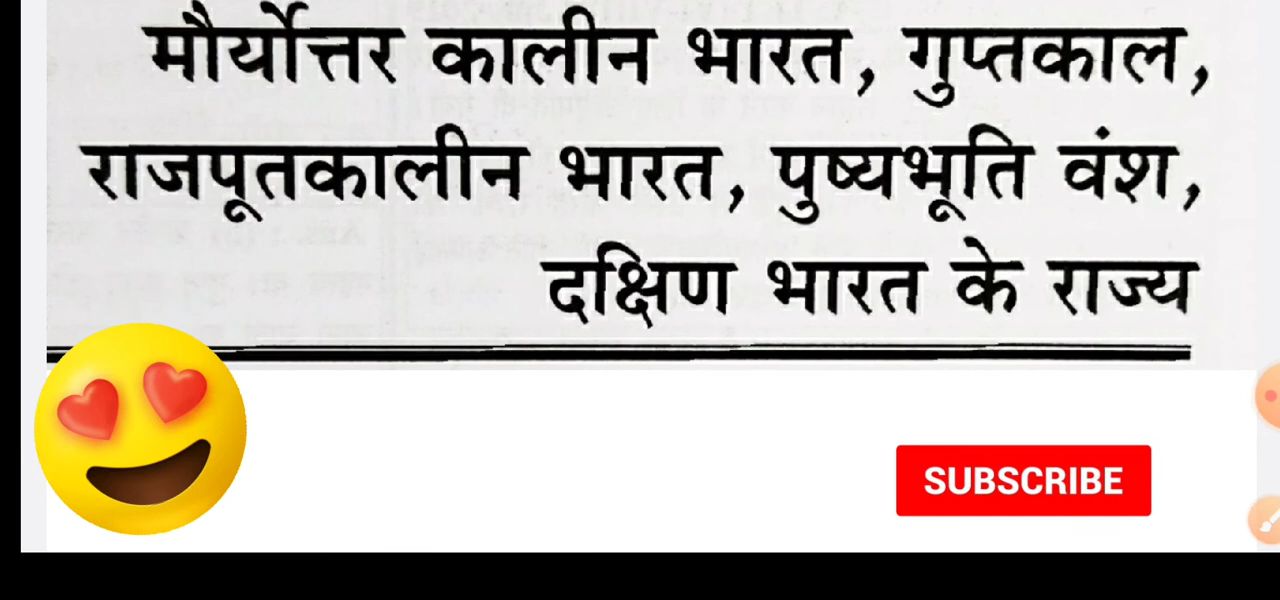 मौर्योत्तर कालीन भारत, गुप्तकाल,
राजपूतकालीन भारत, पुष्यभूति वंश,
दक्षिण भारत के राज्य
SUBSCRIBE